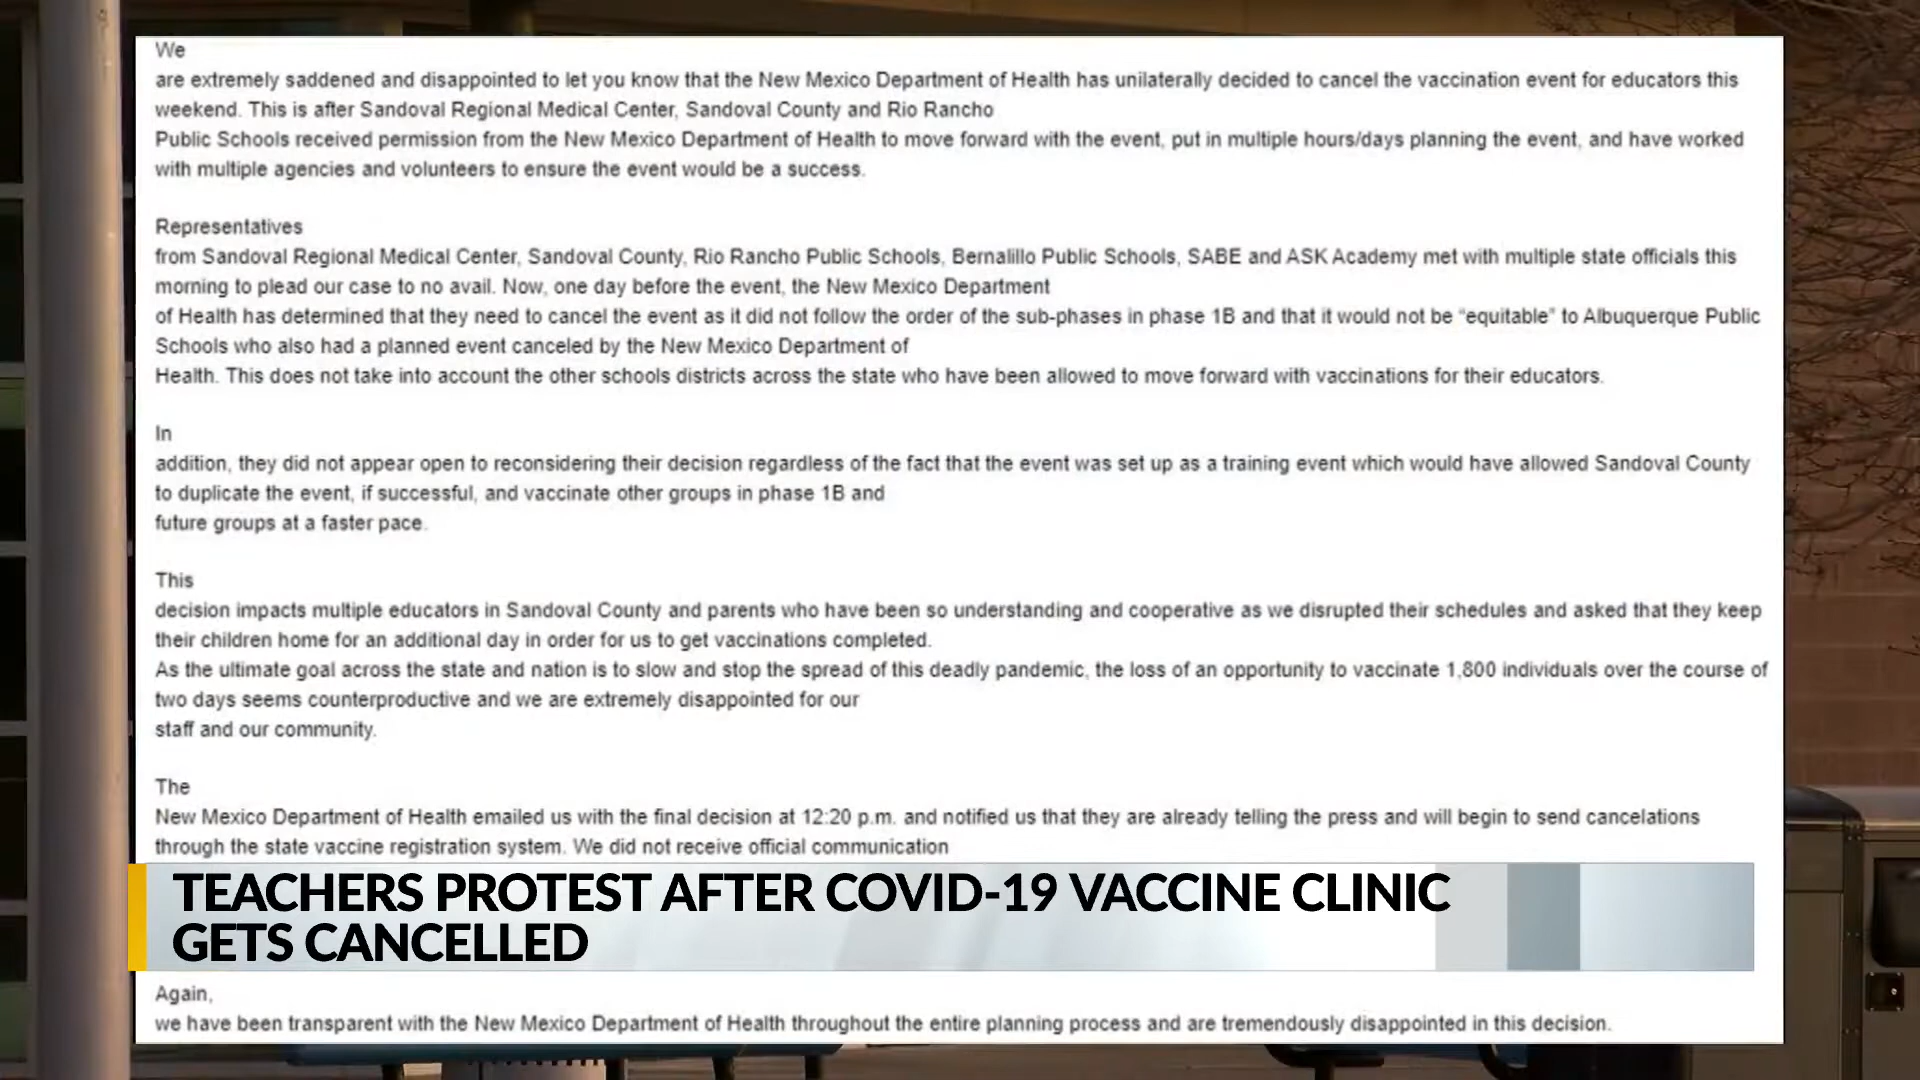 We
are extremely saddened and disappointed to let you know that the New Mexico Department of Health has unilaterally decided to cancel the vaccination event for educators this
weekend. This is after Sandoval Regional Medical Center, Sandoval County and Rio Rancho
Public Schools received permission from the New Mexico Department of Health to move forward with the event, put in multiple hours/days planning the event, and have worked
with multiple agencies and volunteers to ensure the event would be a success.
Representatives
from Sandoval Regional Medical Center, Sandoval County, Rio Rancho Public Schools, Bernalillo Public Schools, SABE and ASK Academy met with multiple state officials this
morning to plead our case to no avail. Now, one day before the event, the New Mexico Department
of Health has determined that they need to cancel the event as it did not follow the order of the sub-phases in phase 1B and that it would not be “equitable” to Albuquerque Public
Schools who also had a planned event canceled by the New Mexico Department of
Health. This does not take into account the other schools districts across the state who have been allowed to move forward with vaccinations for their educators.
In
addition, they did not appear open to reconsidering their decision regardless of the fact that the event was set up as a training event which would have allowed Sandoval County
to duplicate the event, if successful, and vaccinate other groups in phase 1B and
future groups at a faster pace.
This
decision impacts multiple educators in Sandoval County and parents who have been so understanding and cooperative as we disrupted their schedules and asked that they keep
their children home for an additional day in order for us to get vaccinations completed.
As the ultimate goal across the state and nation is to slow and stop the spread of this deadly pandemic, the loss of an opportunity to vaccinate 1,800 individuals over the course of
two days seems counterproductive and we are extremely disappointed for our
staff and our community.
The
New Mexico Department of Health emailed us with the final decision at 12:20 p.m. and notified us that they are already telling the press and will begin to send cancelations
through the state vaccine registration system. We did not receive official communication
TEACHERS PROTEST AFTER COVID-19 VACCINE CLINIC
GETS CANCELLED
Again,
we have been transparent with the New Mexico Department of Health throughout the entire planning process and are tremendously disappointed in this decision.